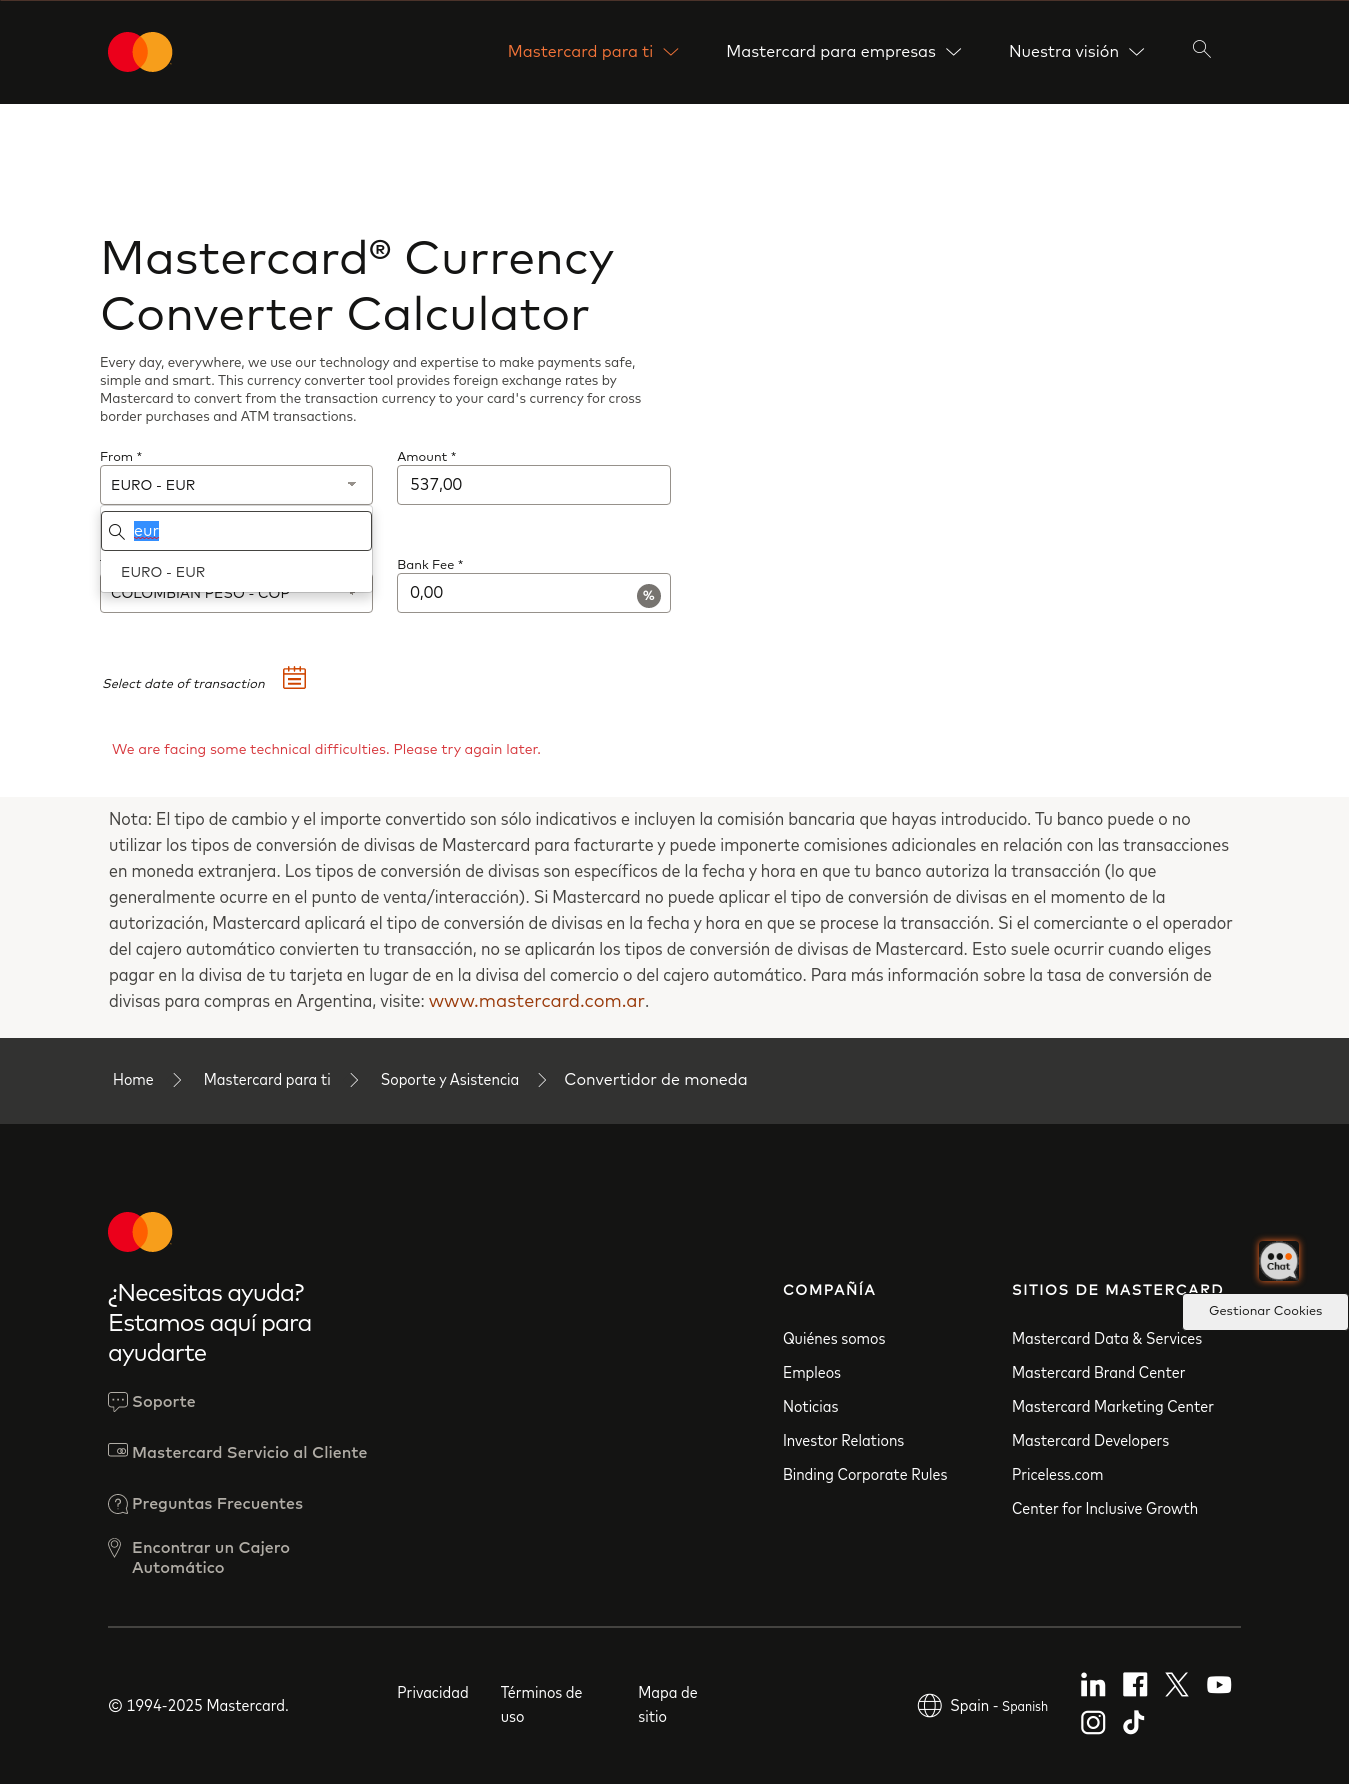 Mastercard para ti
Mastercard para empresas
Nuestra visión
Mastercard® Currency
Converter Calculator
Every day, everywhere, we use our technology and expertise to make payments safe,
simple and smart. This currency converter tool provides foreign exchange rates by
Mastercard to convert from the transaction currency to your card's currency for cross
border purchases and ATM transactions.
From *
Amount *
EURO - EUR
537,00
eur
EURO - EUR
Bank Fee *
COLOMBIAN PESO - COP
0,00
%
Select date of transaction
We are facing some technical difficulties. Please try again later.
Nota: El tipo de cambio y el importe convertido son sólo indicativos e incluyen la comisión bancaria que hayas introducido. Tu banco puede o no
utilizar los tipos de conversión de divisas de Mastercard para facturarte y puede imponerte comisiones adicionales en relación con las transacciones
en moneda extranjera. Los tipos de conversión de divisas son específicos de la fecha y hora en que tu banco autoriza la transacción (lo que
generalmente ocurre en el punto de venta/interacción). Si Mastercard no puede aplicar el tipo de conversión de divisas en el momento de la
autorización, Mastercard aplicará el tipo de conversión de divisas en la fecha y hora en que se procese la transacción. Si el comerciante o el operador
del cajero automático convierten tu transacción, no se aplicarán los tipos de conversión de divisas de Mastercard. Esto suele ocurrir cuando eliges
pagar en la divisa de tu tarjeta en lugar de en la divisa del comercio o del cajero automático. Para más información sobre la tasa de conversión de
divisas para compras en Argentina, visite: www.mastercard.com.ar.
Home
Mastercard para ti
Soporte y Asistencia
Convertidor de moneda
¿Necesitas ayuda?
Estamos aquí para
ayudarte
Soporte
Mastercard Servicio al Cliente
Preguntas Frecuentes
Encontrar un Cajero
Automático
COMPAÑÍA
Quiénes somos
Empleos
Noticias
Investor Relations
Binding Corporate Rules
SITIOS DE MASTERCARD
Mastercard Data & Services
Mastercard Brand Center
Mastercard Marketing Center
Mastercard Developers
Priceless.com
Center for Inclusive Growth
Chat
Gestionar Cookies
© 1994-2025 Mastercard.
Privacidad
Términos de
uso
Mapa de
sitio
Spain - Spanish